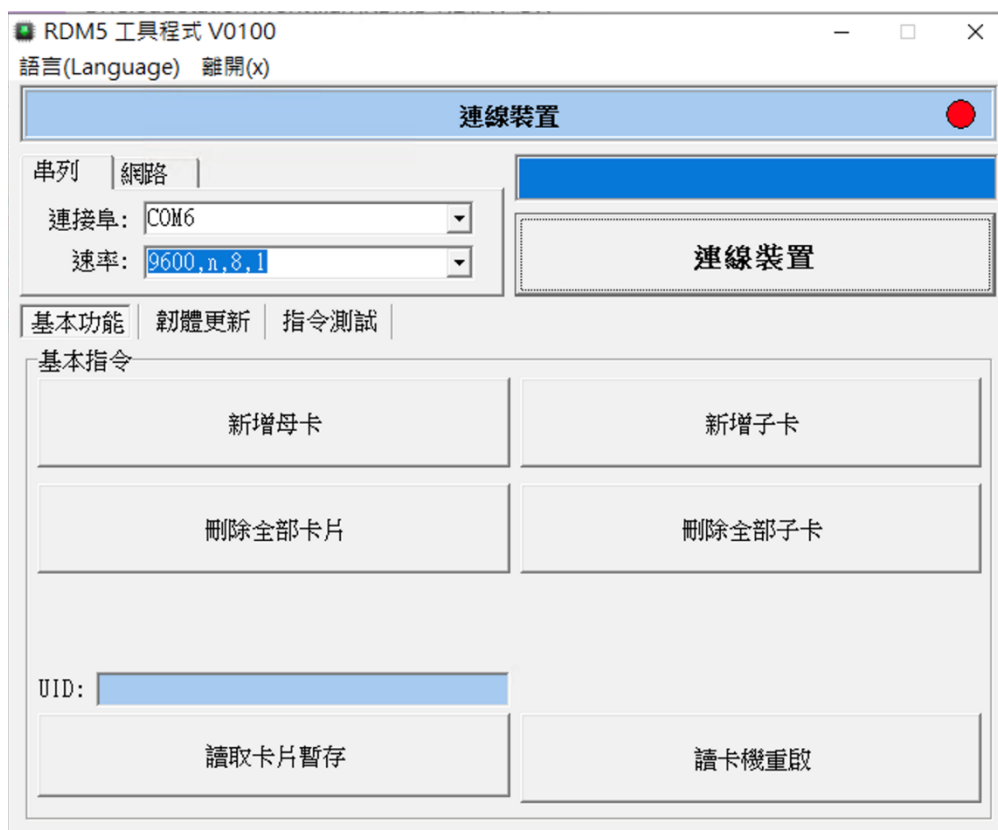 RDM5 工具程式 V0100
語言(Language) 離開(x)
連線裝置
串列 網路
連接阜: COM6
速率: 9600,n,8,1
連線裝置
基本功能 韌體更新 指令測試
基本指令
新增母卡 新增子卡
刪除全部卡片 刪除全部子卡
UID:
讀取卡片暫存 讀卡機重啟